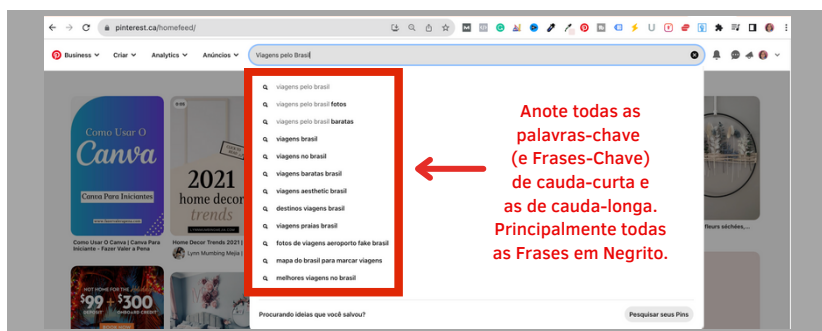 pinterest.ca/homefeed/
Business Criar Analytics Anúncios Viagens Pelo Brasil
viagens pelo brasil
viagens pelo brasil fotos
viagens pelo brasil baratas
viagens brasil
viagens no brasil
viagens baratas brasil
viagens aesthetic brasil
destinos viagens brasil
viagens praias brasil
fotos de viagens aeroporto fake brasil
mapa do brasil para marcar viagens
melhores viagens no brasil
Procurando ideias que você salvou?
Pesquisar seus Pins
Anote todas as
palavras-chave
(e Frases-Chave)
de cauda-curta e
as de cauda-longa.
Principalmente todas
as Frases em Negrito.
Como Usar O
Canva
Canva Para Iniciantes
Como Usar O Canva | Canva Para
Iniciante - Fazer Valer a Pena
0:05
2021
home decor
trends
Home Decor Trends 2021 |
Lynn Mumbing Mejia |
fleurs séchées,...
$99 + $300